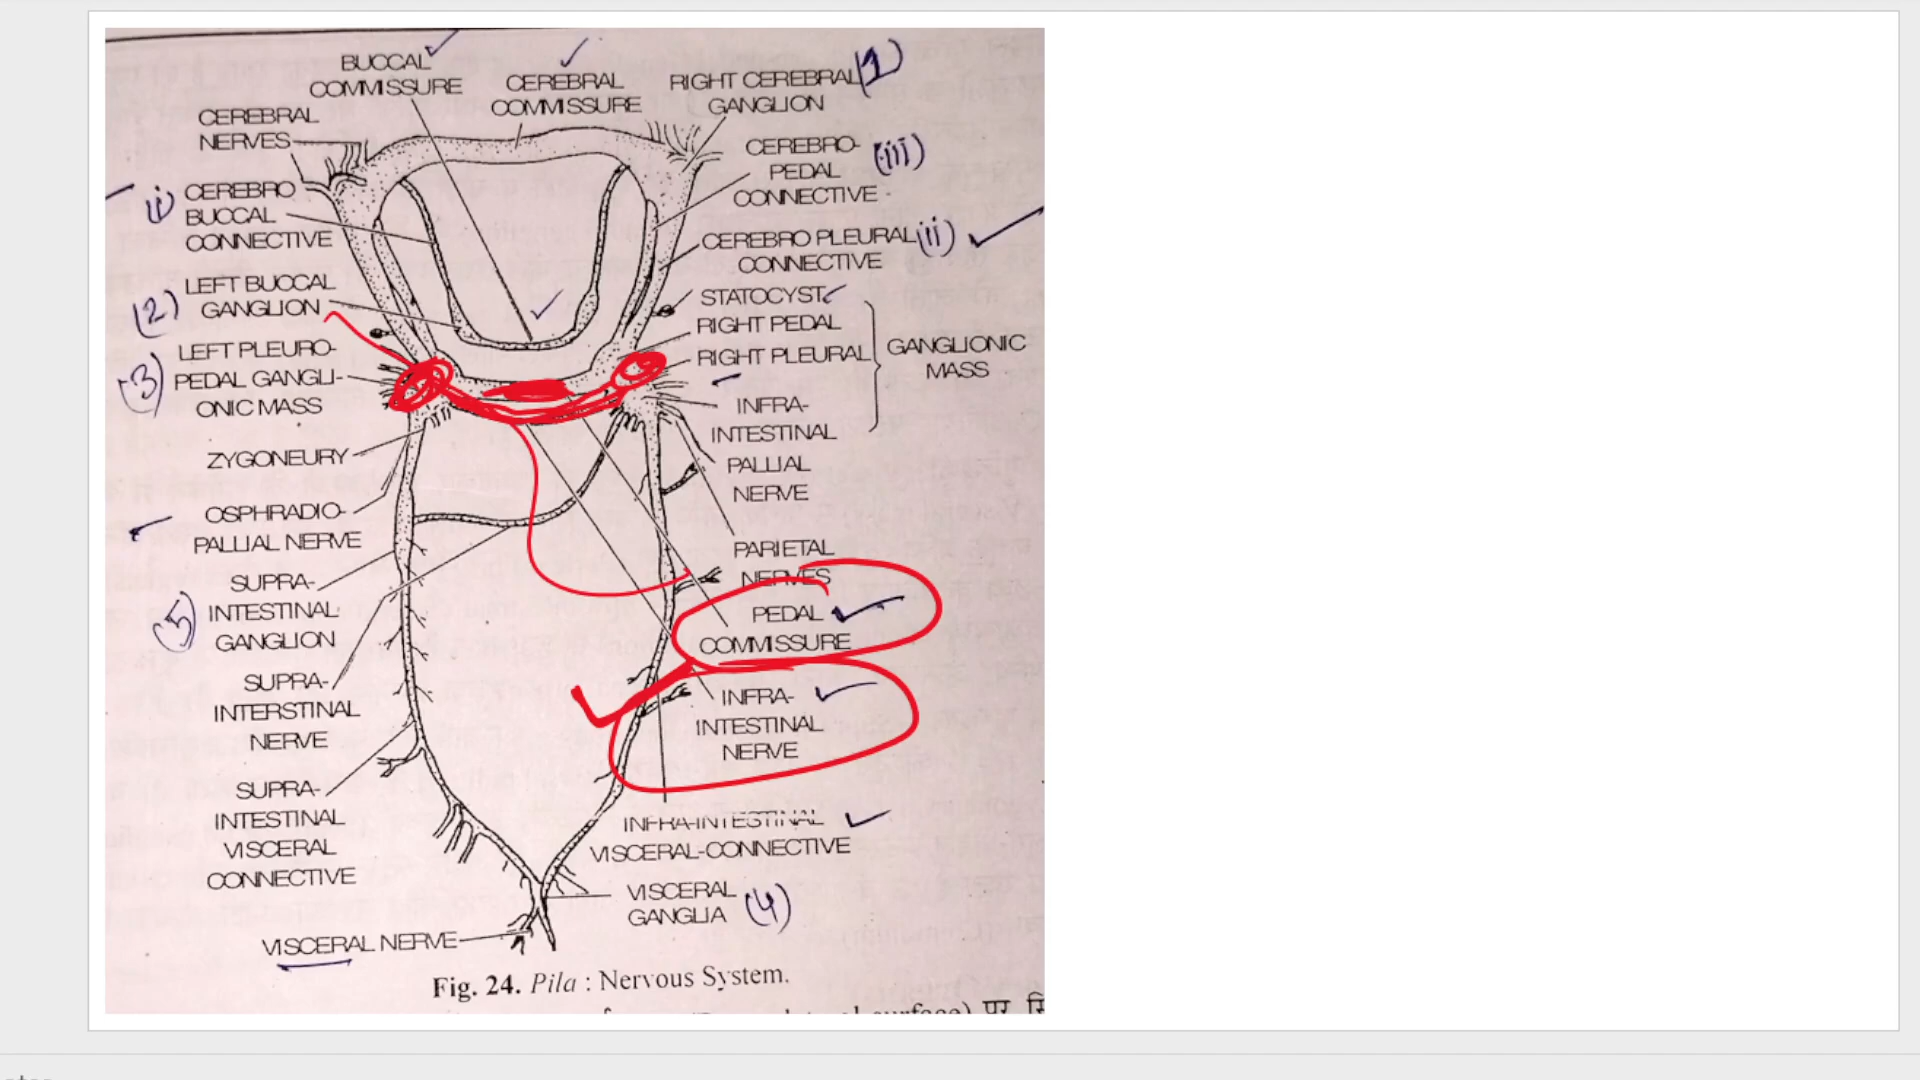 BUCCAL
COMMISSURE
CEREBRAL
COMMISSURE
RIGHT CEREBRAL (1)
GANGLION
CEREBRAL
NERVES
CEREBRO-
PEDAL (iii)
CONNECTIVE
(i) CEREBRO
BUCCAL
CONNECTIVE
CEREBRO PLEURAL (ii)
CONNECTIVE
(2) LEFT BUCCAL
GANGLION
STATOCYST
RIGHT PEDAL
RIGHT PLEURAL
GANGLIONIC
MASS
(3) LEFT PLEURO-
PEDAL GANGLI-
ONIC MASS
INFRA-
INTESTINAL
ZYGONEURY
PALLIAL
NERVE
OSPHRADIO-
PALLIAL NERVE
PARIETAL
NERVES
SUPRA-
(5) INTESTINAL
GANGLION
PEDAL
COMMISSURE
SUPRA-
INTERSTINAL
NERVE
INFRA-
INTESTINAL
NERVE
SUPRA-
INTESTINAL
VISCERAL
CONNECTIVE
INFRA-INTESTINAL
VISCERAL-CONNECTIVE
VISCERAL
GANGLIA (4)
VISCERAL NERVE
Fig. 24. Pila : Nervous System.
surface) पर